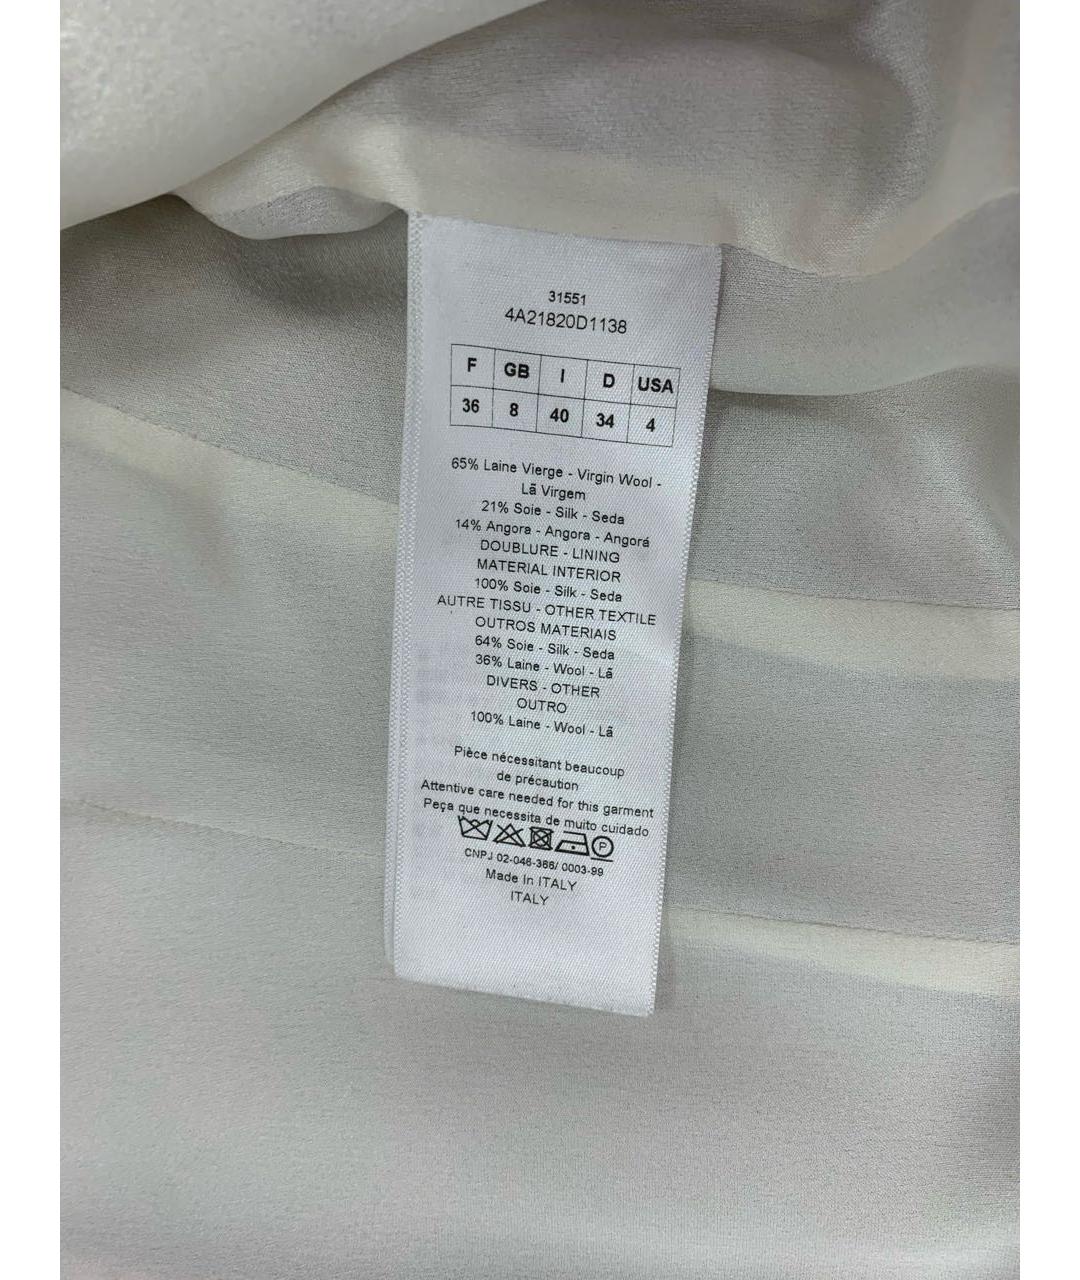 31551
4A21820D1138
F GB I D USA
36 8 40 34 4
65% Laine Vierge - Virgin Wool -
Lã Virgem
21% Soie - Silk - Seda
14% Angora - Angora - Angorá
DOUBLURE - LINING
MATERIAL INTERIOR
100% Soie - Silk - Seda
AUTRE TISSU - OTHER TEXTILE
OUTROS MATERIAIS
64% Soie - Silk - Seda
36% Laine - Wool - Lã
DIVERS - OTHER
OUTRO
100% Laine - Wool - Lã
Pièce nécessitant beaucoup
de précaution
Attentive care needed for this garment
Peça que necessita de muito cuidado
P
CNPJ 02-046-366/ 0003-99
Made In ITALY
ITALY